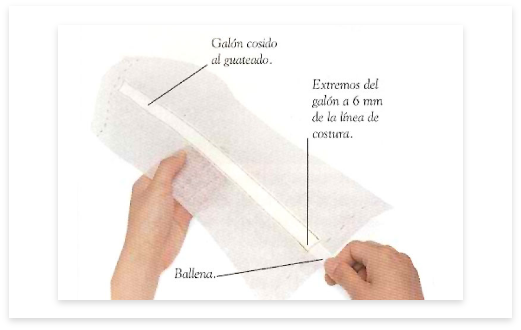 Galón cosido
al guateado.
Extremos del
galón a 6 mm
de la línea de
costura.
Ballena.